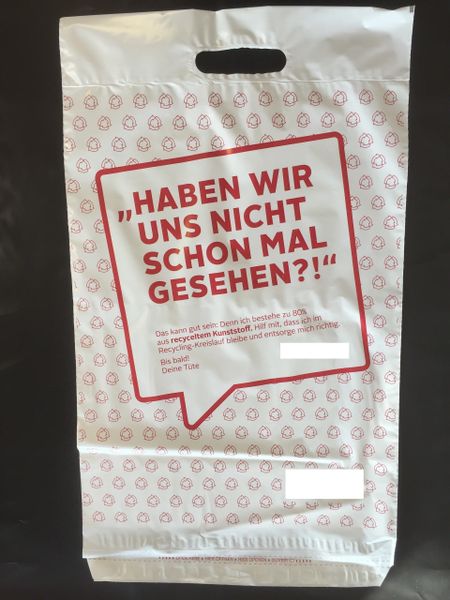 „HABEN WIR
UNS NICHT
SCHON MAL
GESEHEN?!“
Das kann gut sein: Denn ich bestehe zu 80%
aus recyceltem Kunststoff. Hilf mit, dass ich im
Recycling-Kreislauf bleibe und entsorge mich richtig.
Bis bald!
Deine Tüte